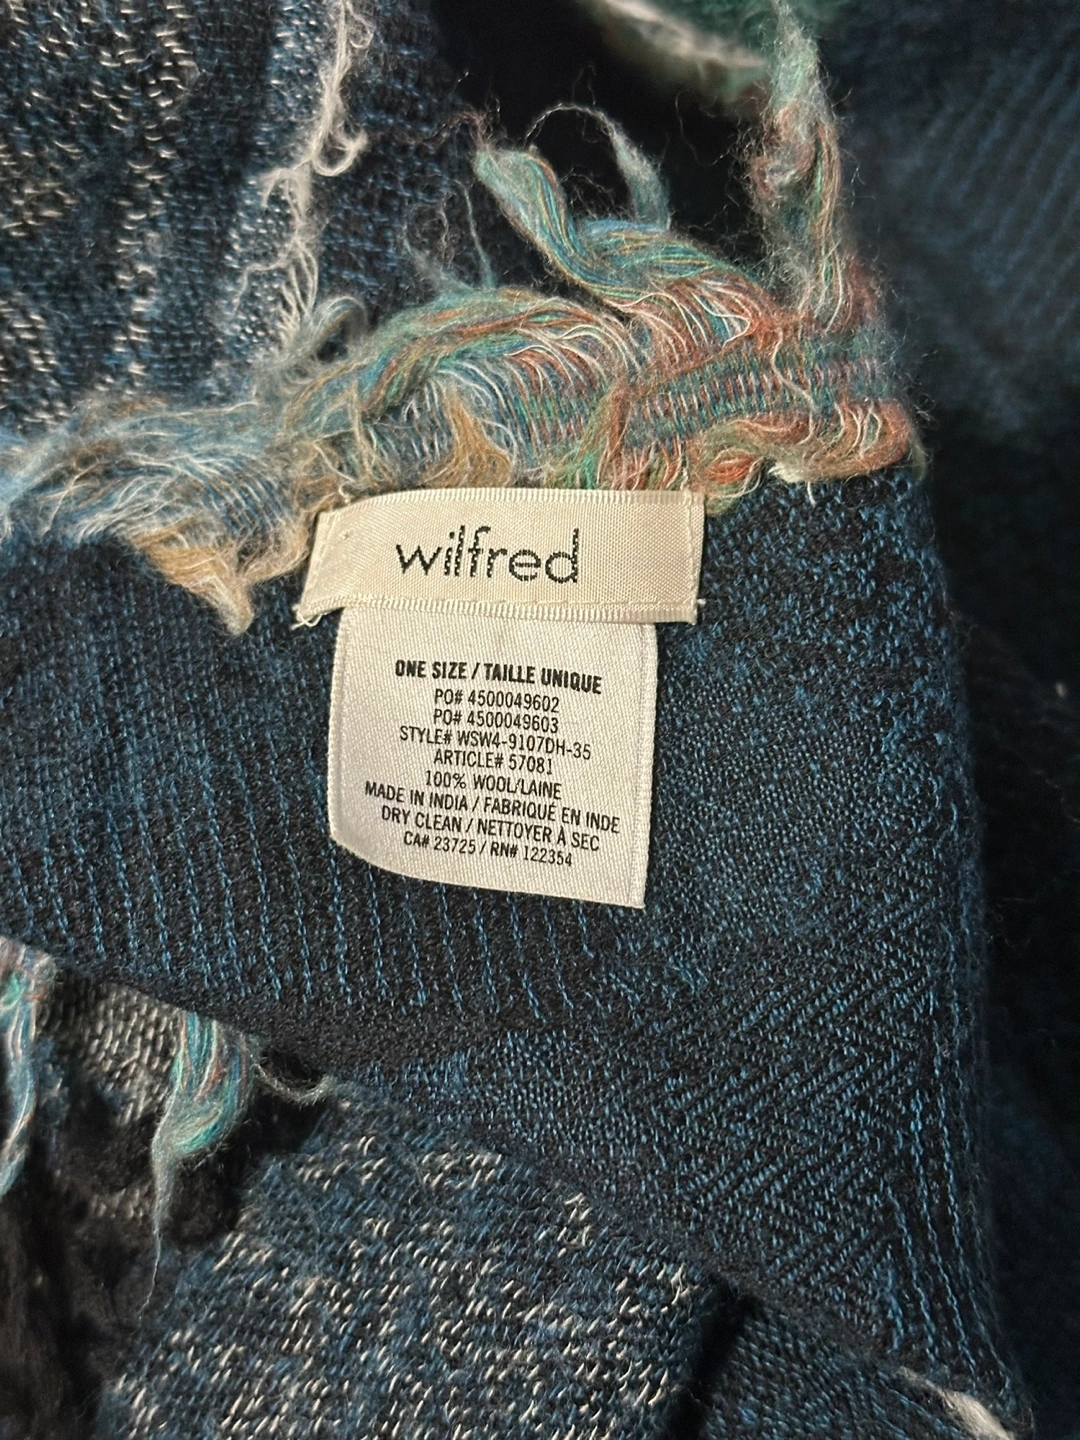 wilfred
ONE SIZE / TAILLE UNIQUE
PO# 4500049602
PO# 4500049603
STYLE# WSW4-9107DH-35
ARTICLE# 57081
100% WOOL/LAINE
MADE IN INDIA / FABRIQUÉ EN INDE
DRY CLEAN / NETTOYER À SEC
CA# 23725 / RN# 122354